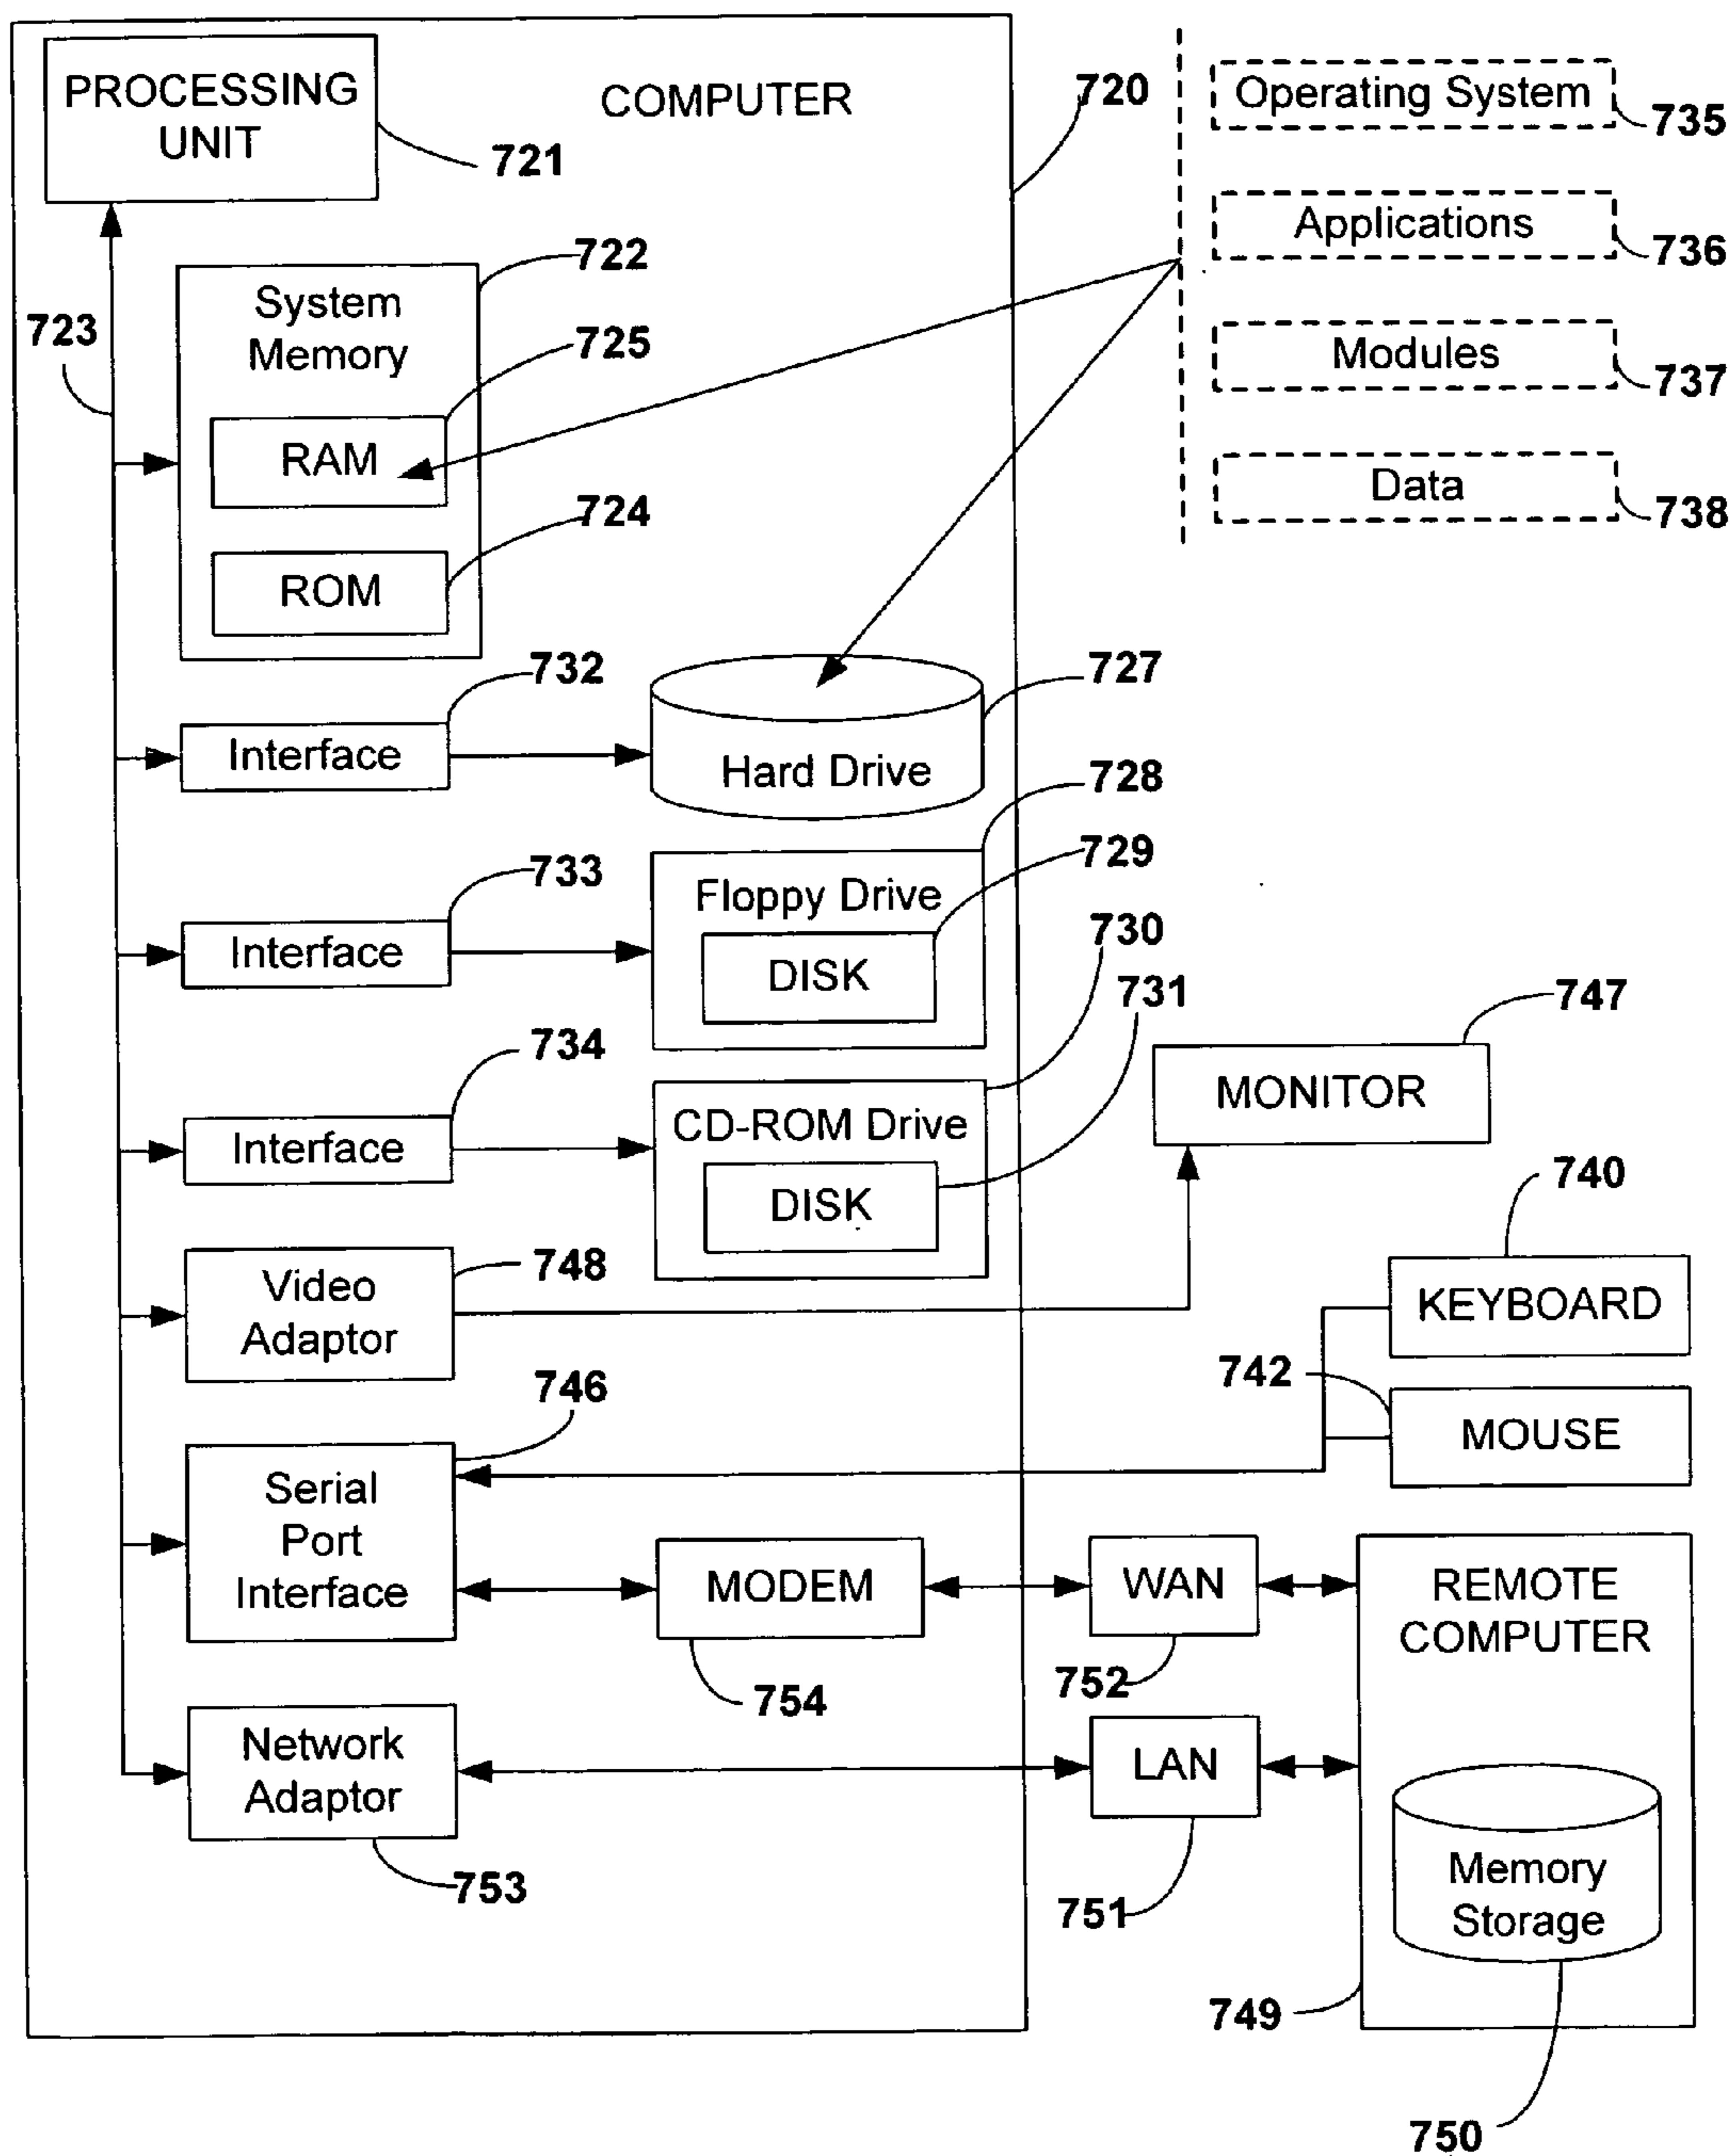 PROCESSING
UNIT
721
COMPUTER
720
Operating System
735
Applications
736
Modules
737
Data
738
722
System
Memory
723
725
RAM
724
ROM
732
Interface
727
Hard Drive
728
733
Interface
729
Floppy Drive
DISK
730
734
Interface
731
CD-ROM Drive
DISK
747
MONITOR
740
KEYBOARD
742
MOUSE
748
Video
Adaptor
746
Serial
Port
Interface
MODEM
754
WAN
752
REMOTE
COMPUTER
Network
Adaptor
753
LAN
751
Memory
Storage
749
750